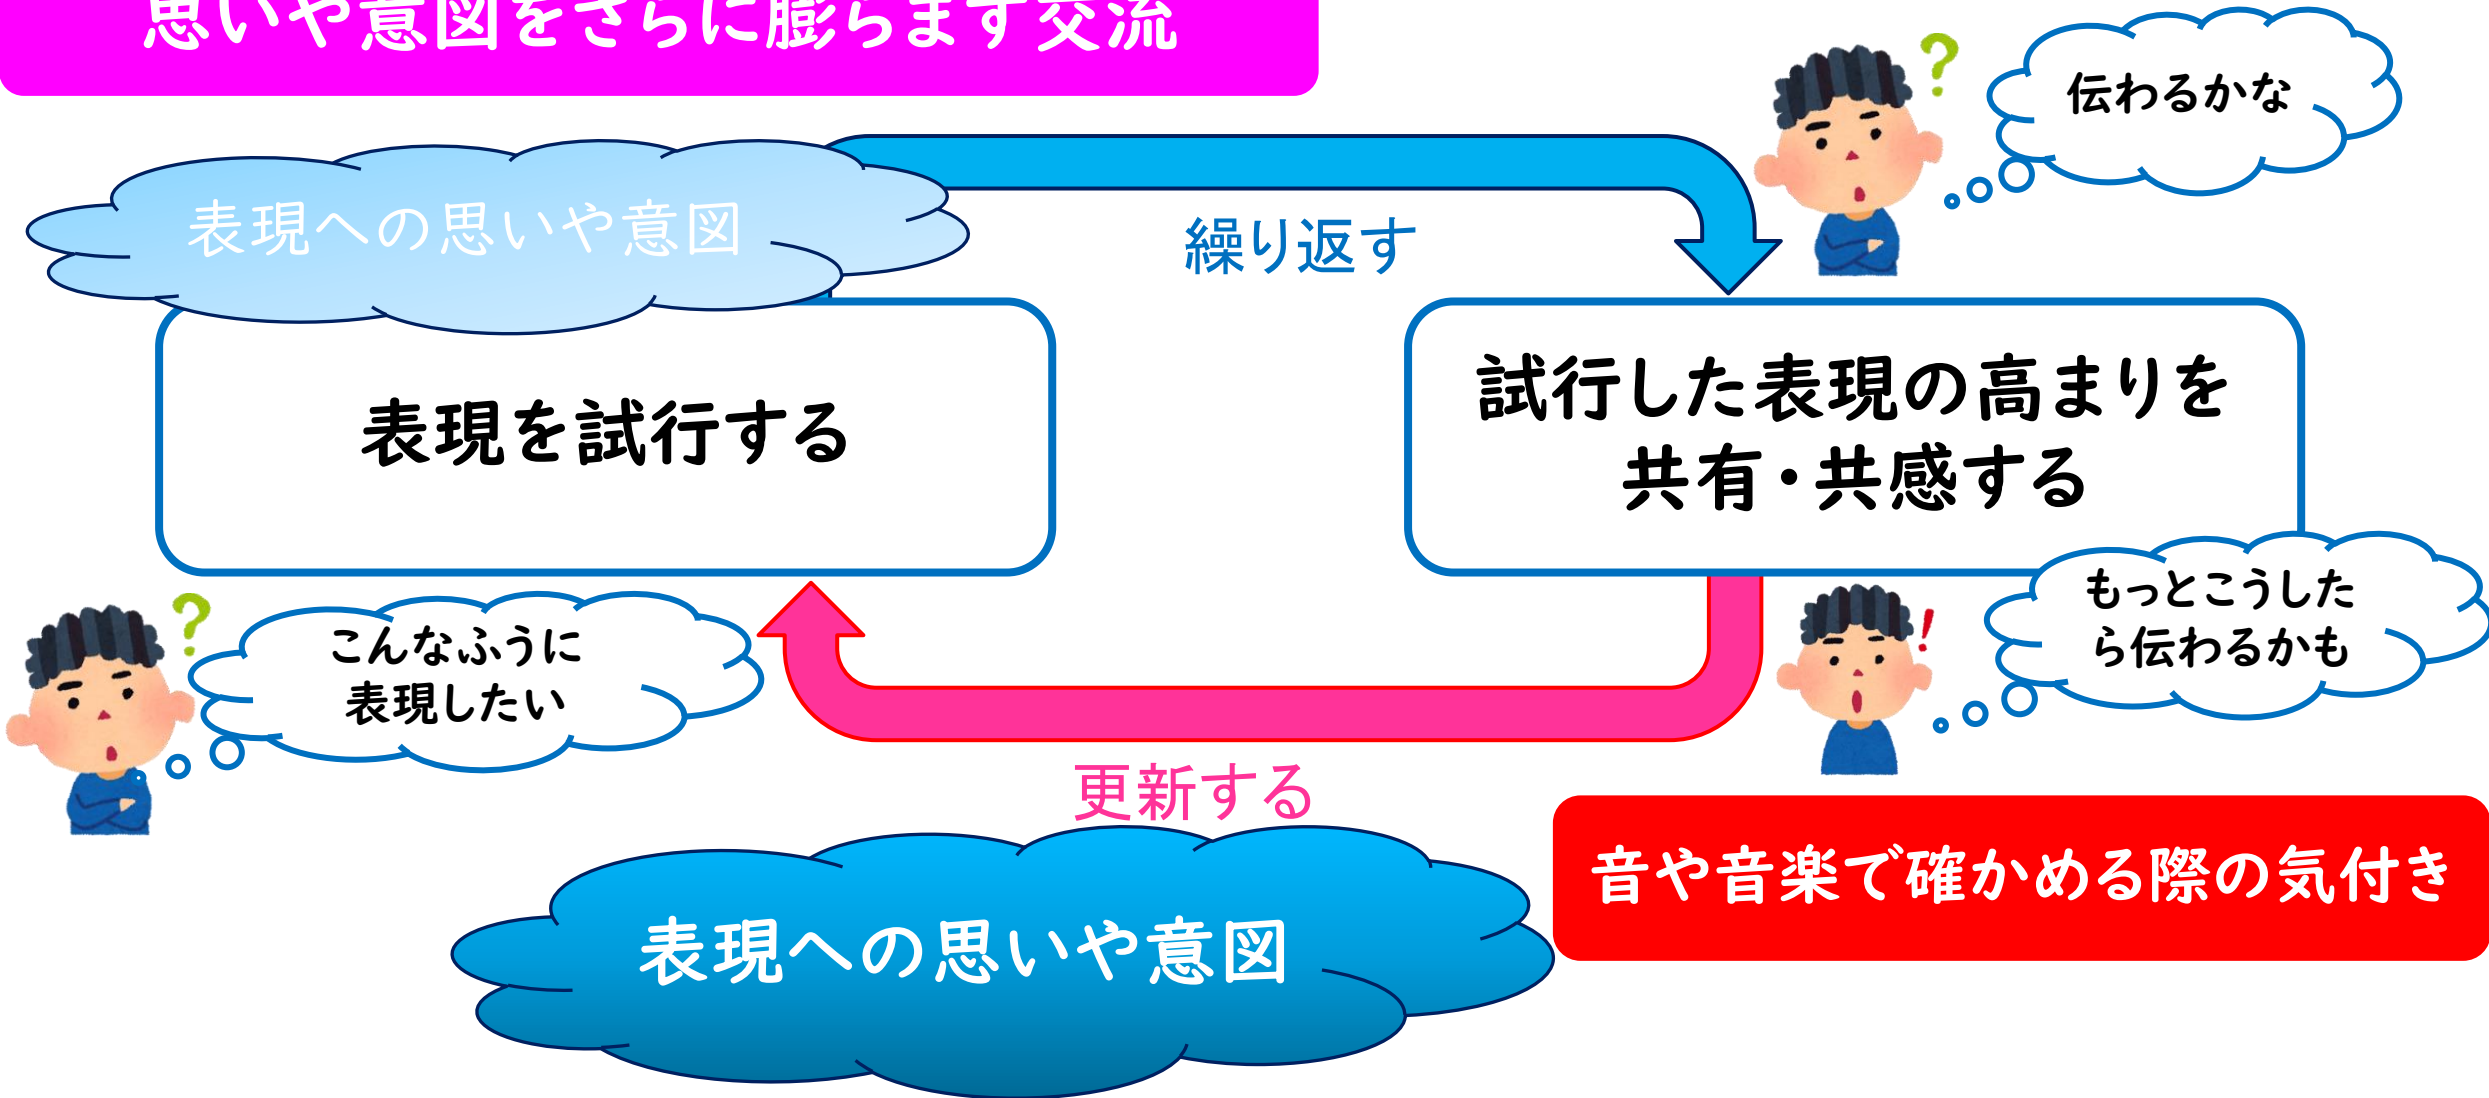 思いや意図をさらに膨らます交流
伝わるかな
表現への思いや意図
繰り返す
表現を試行する
試行した表現の高まりを
共有・共感する
こんなふうに
表現したい
もっとこうした
ら伝わるかも
更新する
音や音楽で確かめる際の気付き
表現への思いや意図